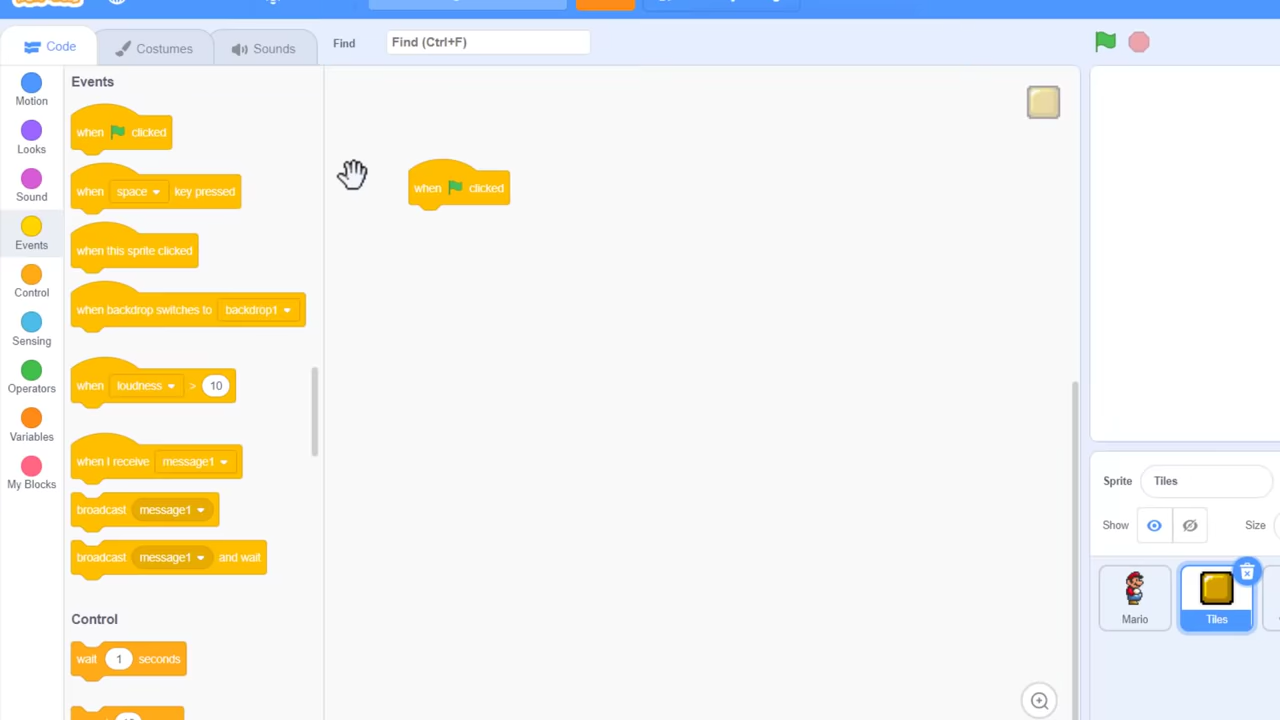 Code
Costumes
Sounds
Find
Find (Ctrl+F)
Motion
Looks
Sound
Events
Control
Sensing
Operators
Variables
My Blocks
Events
when clicked
when space key pressed
when this sprite clicked
when backdrop switches to backdrop1
when loudness > 10
when I receive message1
broadcast message1
broadcast message1 and wait
Control
wait 1 seconds
when clicked
Sprite Tiles
Show
Size
Mario
Tiles